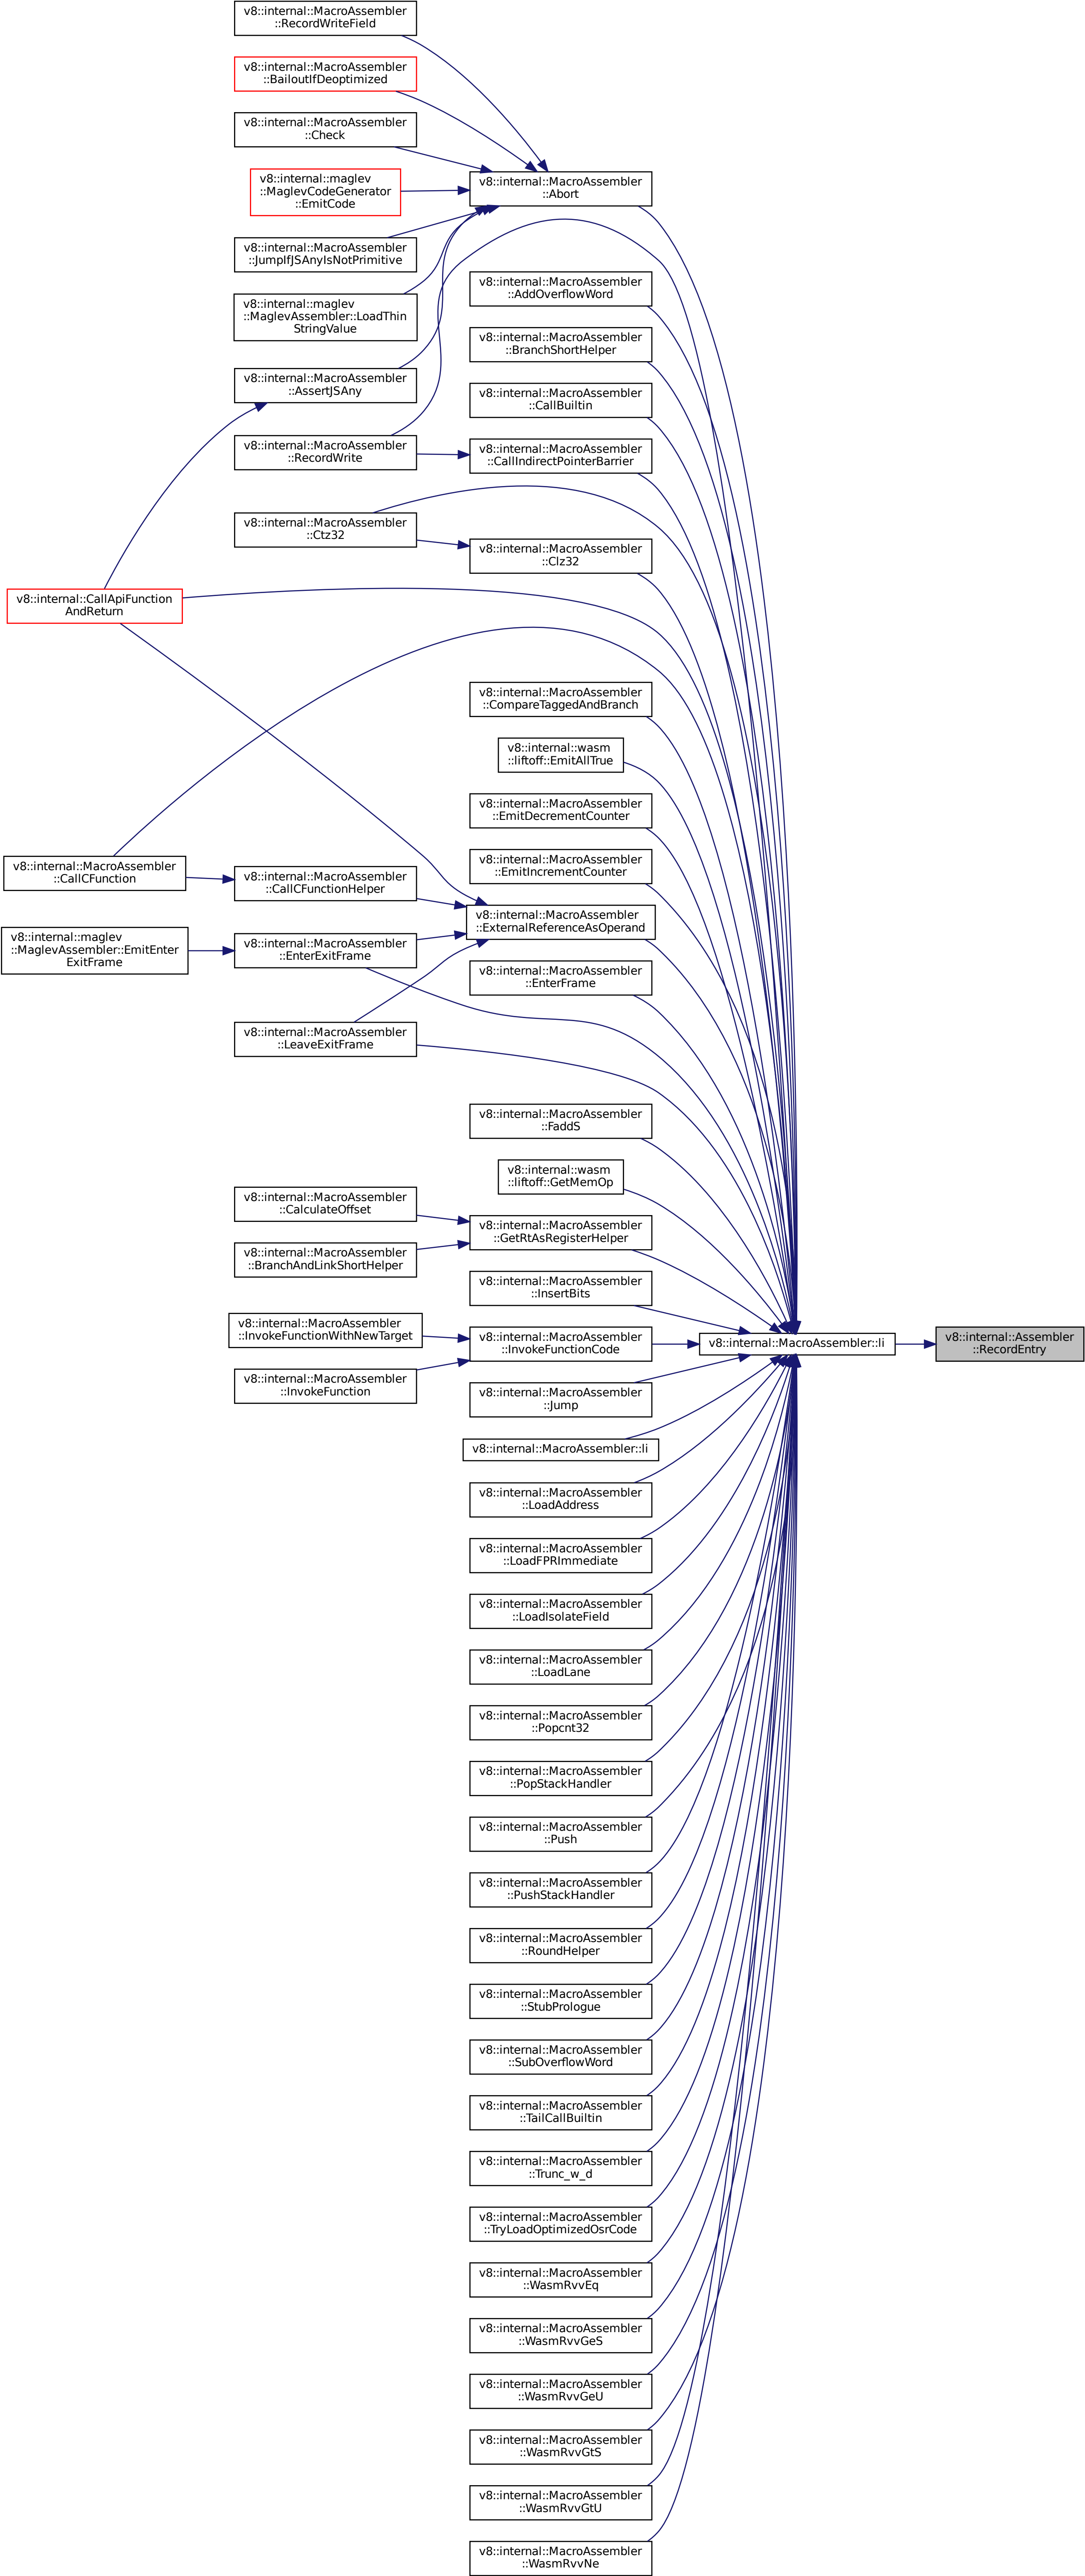 v8::internal::MacroAssembler
::RecordWriteField
v8::internal::MacroAssembler
::BailoutIfDeoptimized
v8::internal::MacroAssembler
::Check
v8::internal::maglev
::MaglevCodeGenerator
::EmitCode
v8::internal::MacroAssembler
::JumpIfJSAnyIsNotPrimitive
v8::internal::maglev
::MaglevAssembler::LoadThin
StringValue
v8::internal::MacroAssembler
::AssertJSAny
v8::internal::MacroAssembler
::RecordWrite
v8::internal::MacroAssembler
::Ctz32
v8::internal::CallApiFunction
AndReturn
v8::internal::MacroAssembler
::CallCFunction
v8::internal::MacroAssembler
::CallCFunctionHelper
v8::internal::maglev
::MaglevAssembler::EmitEnter
ExitFrame
v8::internal::MacroAssembler
::EnterExitFrame
v8::internal::MacroAssembler
::LeaveExitFrame
v8::internal::MacroAssembler
::CalculateOffset
v8::internal::MacroAssembler
::BranchAndLinkShortHelper
v8::internal::MacroAssembler
::InvokeFunctionWithNewTarget
v8::internal::MacroAssembler
::InvokeFunction
v8::internal::MacroAssembler
::Abort
v8::internal::MacroAssembler
::AddOverflowWord
v8::internal::MacroAssembler
::BranchShortHelper
v8::internal::MacroAssembler
::CallBuiltin
v8::internal::MacroAssembler
::CallIndirectPointerBarrier
v8::internal::MacroAssembler
::Clz32
v8::internal::MacroAssembler
::CompareTaggedAndBranch
v8::internal::wasm
::liftoff::EmitAllTrue
v8::internal::MacroAssembler
::EmitDecrementCounter
v8::internal::MacroAssembler
::EmitIncrementCounter
v8::internal::MacroAssembler
::ExternalReferenceAsOperand
v8::internal::MacroAssembler
::EnterFrame
v8::internal::MacroAssembler
::FaddS
v8::internal::wasm
::liftoff::GetMemOp
v8::internal::MacroAssembler
::GetRtAsRegisterHelper
v8::internal::MacroAssembler
::InsertBits
v8::internal::MacroAssembler
::InvokeFunctionCode
v8::internal::MacroAssembler
::Jump
v8::internal::MacroAssembler::li
v8::internal::MacroAssembler
::LoadAddress
v8::internal::MacroAssembler
::LoadFPRImmediate
v8::internal::MacroAssembler
::LoadIsolateField
v8::internal::MacroAssembler
::LoadLane
v8::internal::MacroAssembler
::Popcnt32
v8::internal::MacroAssembler
::PopStackHandler
v8::internal::MacroAssembler
::Push
v8::internal::MacroAssembler
::PushStackHandler
v8::internal::MacroAssembler
::RoundHelper
v8::internal::MacroAssembler
::StubPrologue
v8::internal::MacroAssembler
::SubOverflowWord
v8::internal::MacroAssembler
::TailCallBuiltin
v8::internal::MacroAssembler
::Trunc_w_d
v8::internal::MacroAssembler
::TryLoadOptimizedOsrCode
v8::internal::MacroAssembler
::WasmRvvEq
v8::internal::MacroAssembler
::WasmRvvGeS
v8::internal::MacroAssembler
::WasmRvvGeU
v8::internal::MacroAssembler
::WasmRvvGtS
v8::internal::MacroAssembler
::WasmRvvGtU
v8::internal::MacroAssembler
::WasmRvvNe
v8::internal::MacroAssembler::li
v8::internal::Assembler
::RecordEntry